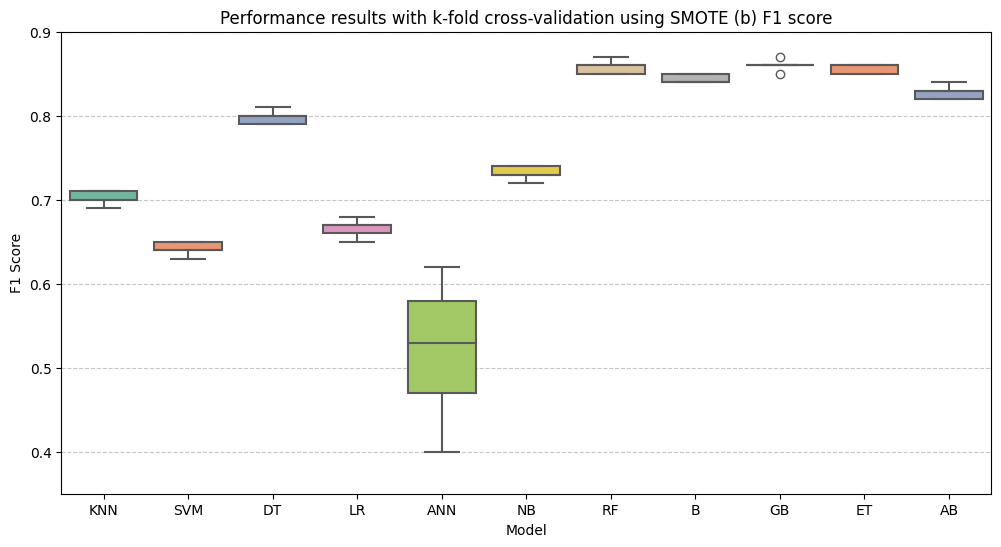 Performance results with k-fold cross-validation using SMOTE (b) F1 score
F1 Score
0.9
0.8
0.7
0.6
0.5
0.4
KNN SVM DT LR ANN NB RF B GB ET AB
Model